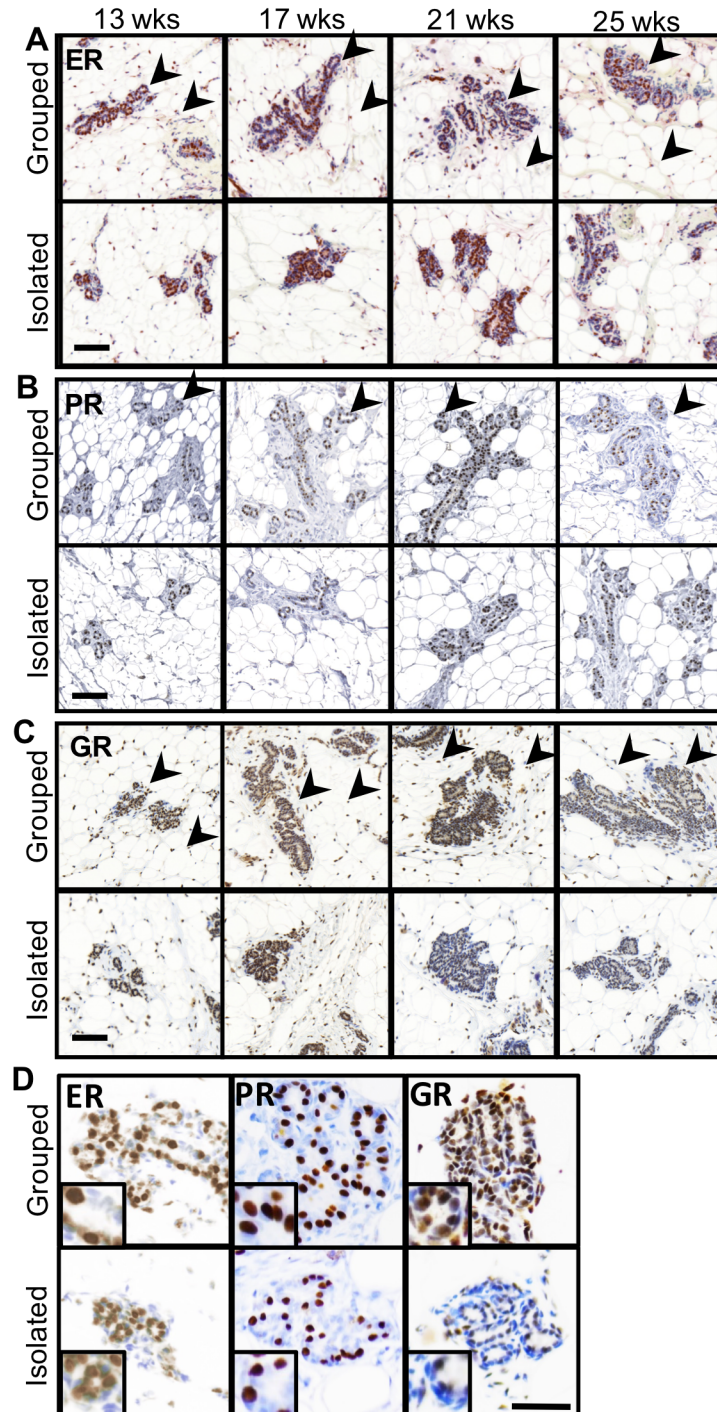 13 wks 17 wks 21 wks 25 wks
A
ER
Grouped
Isolated
B
PR
Grouped
Isolated
C
GR
Grouped
Isolated
D
ER PR GR
Grouped
Isolated